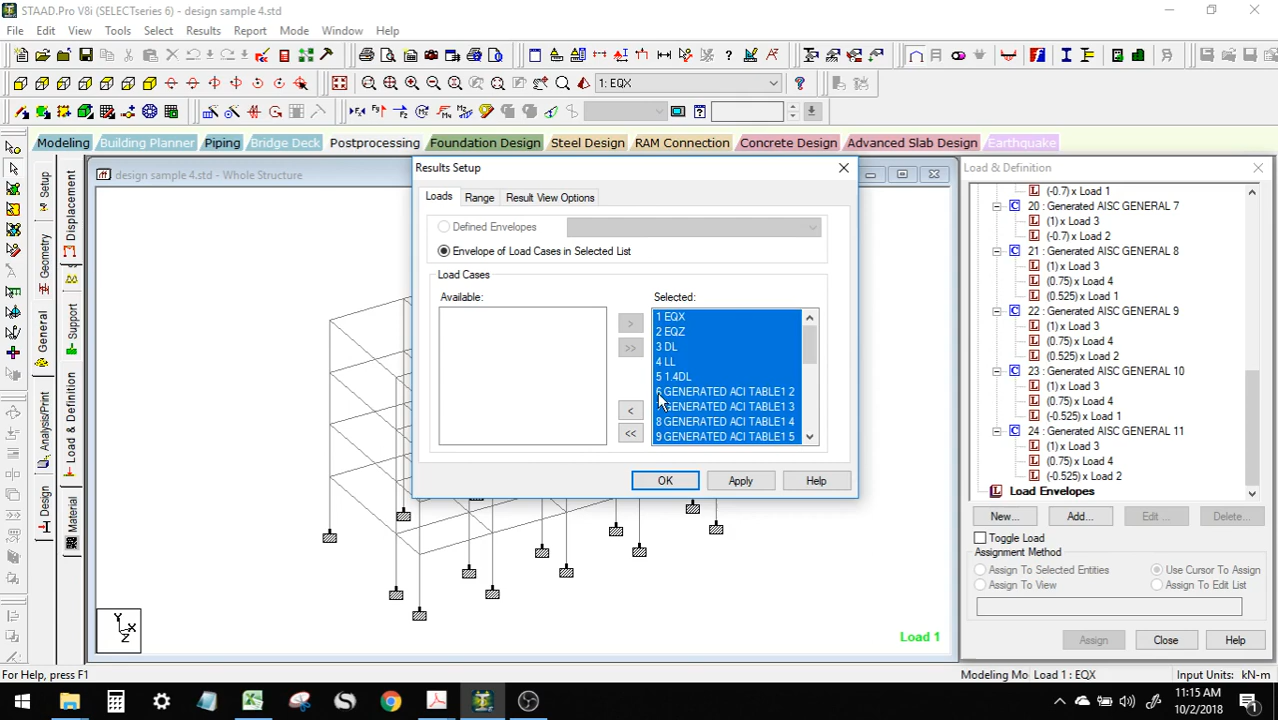 STAAD.Pro V8i (SELECTseries 6) - design sample 4.std
File Edit View Tools Select Results Report Mode Window Help
1: EQX
Modeling Building Planner Piping Bridge Deck Postprocessing Foundation Design Steel Design RAM Connection Concrete Design Advanced Slab Design Earthquake
design sample 4.std - Whole Structure
Setup
Geometry
General
Analysis/Print
Design
Displacement
Support
Load & Definition
Material
Results Setup
Loads Range Result View Options
Defined Envelopes
Envelope of Load Cases in Selected List
Load Cases
Available: Selected:
1 EQX
2 EQZ
3 DL
4 LL
5 1.4DL
6 GENERATED ACI TABLE1 2
GENERATED ACI TABLE1 3
8 GENERATED ACI TABLE1 4
9 GENERATED ACI TABLE1 5
>
>>
<
<<
OK Apply Help
Y
X
Z
Load 1
Load & Definition
(-0.7) x Load 1
20 : Generated AISC GENERAL 7
(1) x Load 3
(-0.7) x Load 2
21 : Generated AISC GENERAL 8
(1) x Load 3
(0.75) x Load 4
(0.525) x Load 1
22 : Generated AISC GENERAL 9
(1) x Load 3
(0.75) x Load 4
(0.525) x Load 2
23 : Generated AISC GENERAL 10
(1) x Load 3
(0.75) x Load 4
(-0.525) x Load 1
24 : Generated AISC GENERAL 11
(1) x Load 3
(0.75) x Load 4
(-0.525) x Load 2
Load Envelopes
New... Add... Edit ... Delete...
Toggle Load
Assignment Method
Assign To Selected Entities Use Cursor To Assign
Assign To View Assign To Edit List
Assign Close Help
For Help, press F1
Modeling Mo Load 1 : EQX Input Units: kN-m
11:15 AM
10/2/2018